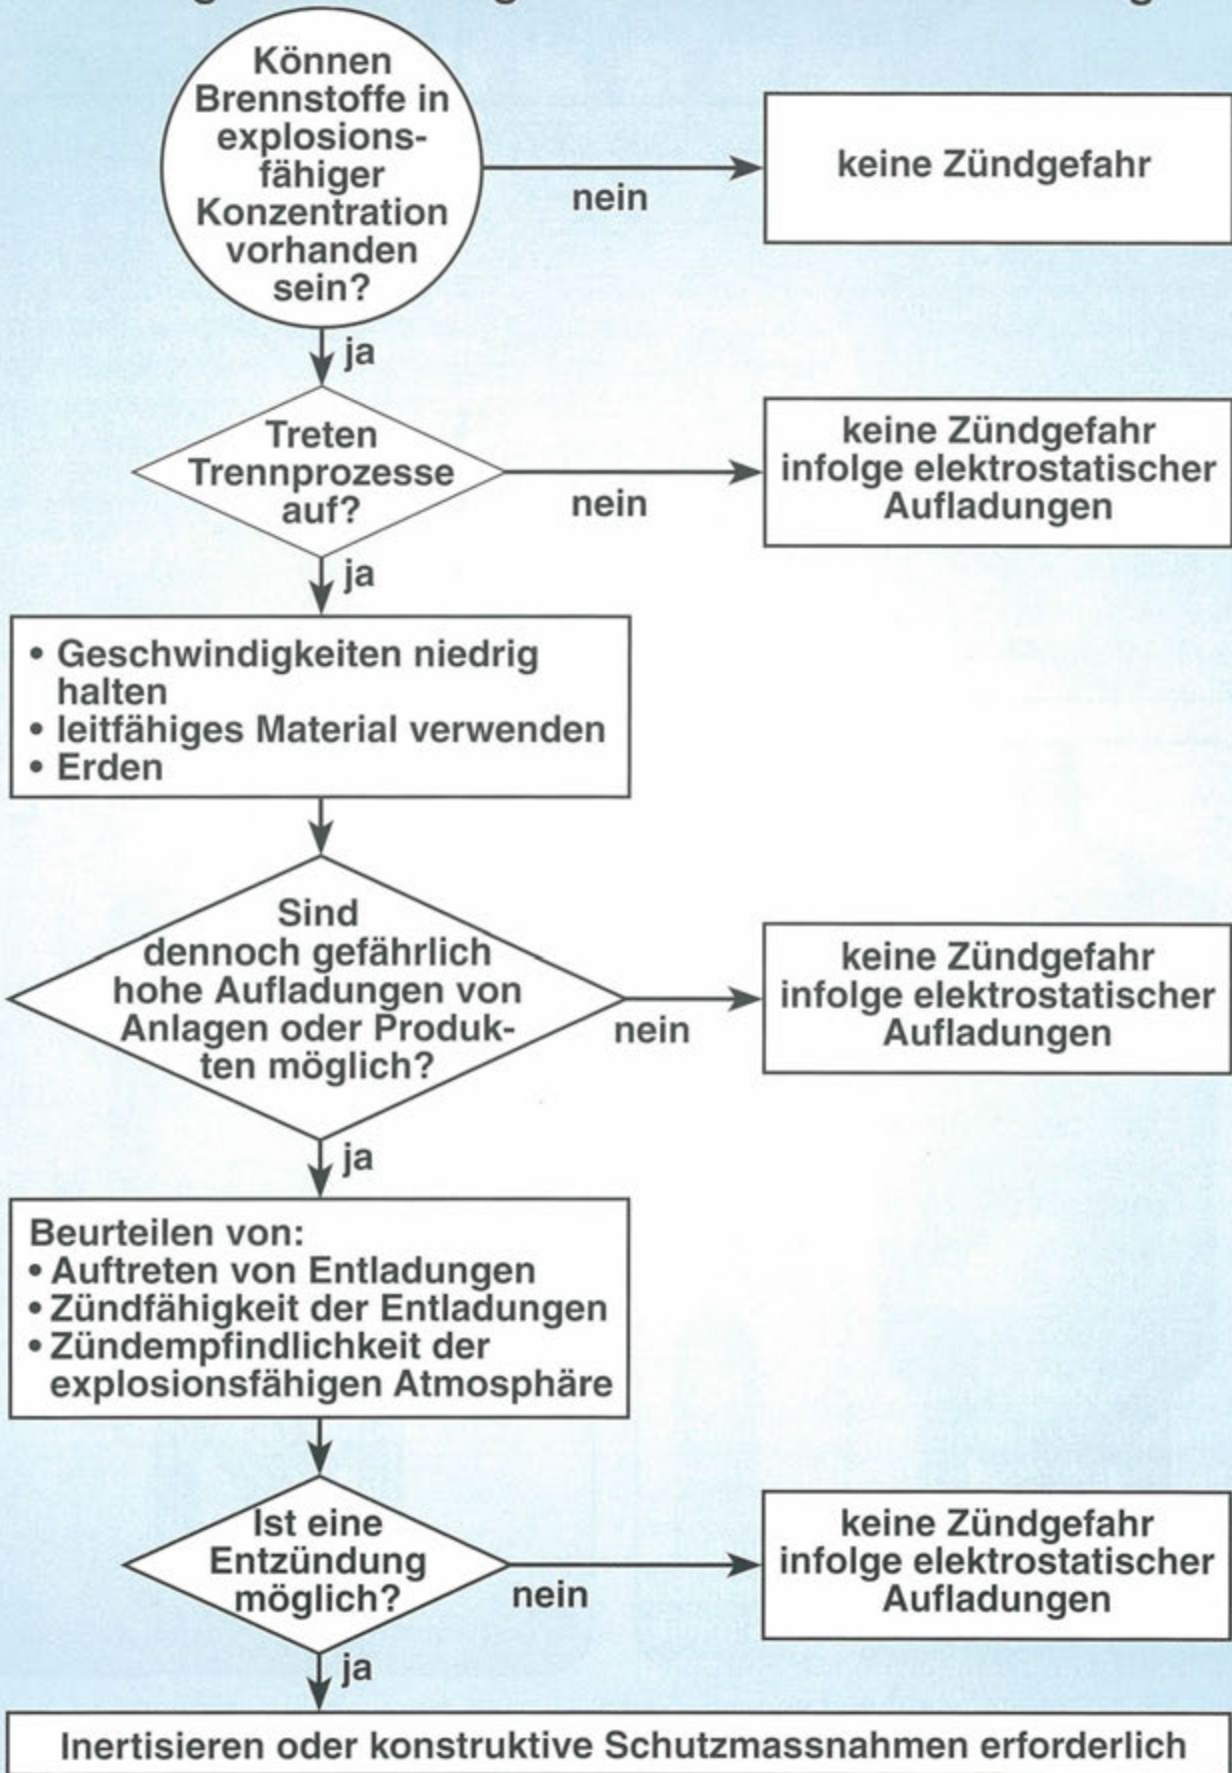 Können
Brennstoffe in
explosions-
fähiger
Konzentration
vorhanden
sein?
nein
keine Zündgefahr
ja
Treten
Trennprozesse
auf?
nein
keine Zündgefahr
infolge elektrostatischer
Aufladungen
ja
• Geschwindigkeiten niedrig
halten
• leitfähiges Material verwenden
• Erden
Sind
dennoch gefährlich
hohe Aufladungen von
Anlagen oder Produk-
ten möglich?
nein
keine Zündgefahr
infolge elektrostatischer
Aufladungen
ja
Beurteilen von:
• Auftreten von Entladungen
• Zündfähigkeit der Entladungen
• Zündempfindlichkeit der
explosionsfähigen Atmosphäre
Ist eine
Entzündung
möglich?
nein
keine Zündgefahr
infolge elektrostatischer
Aufladungen
ja
Inertisieren oder konstruktive Schutzmassnahmen erforderlich